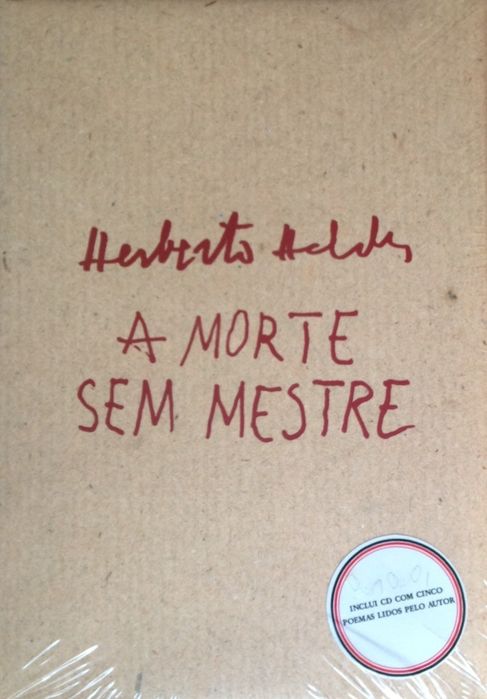 Herberto Helder
A MORTE
SEM MESTRE
INCLUI CD COM CINCO
POEMAS LIDOS PELO AUTOR